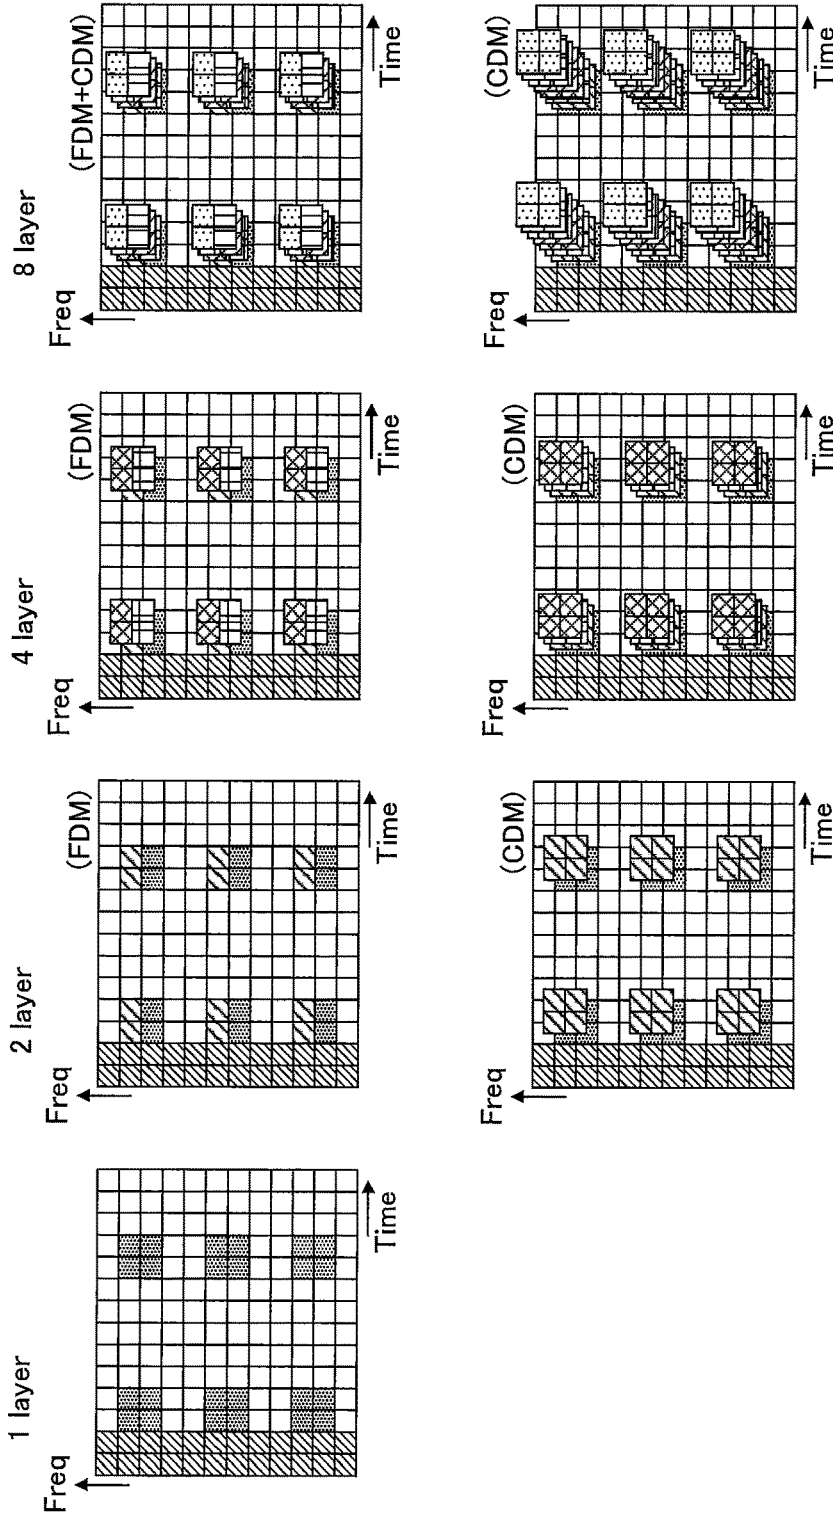 1 layer
Freq
Time
2 layer
(FDM)
Freq
Time
(CDM)
Freq
Time
4 layer
(FDM)
Freq
Time
(CDM)
Freq
Time
8 layer
(FDM+CDM)
Freq
Time
(CDM)
Freq
Time